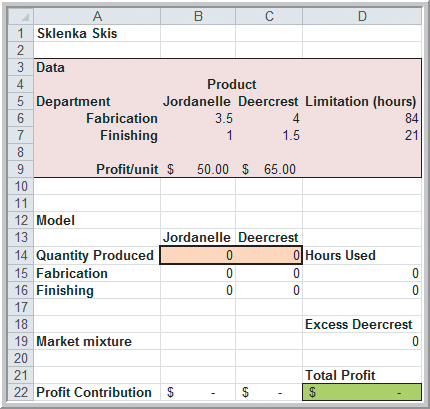 A B C D
1 Sklenka Skis
2
3 Data
4 Product
5 Department Jordanelle Deercrest Limitation (hours)
6 Fabrication 3.5 4 84
7 Finishing 1 1.5 21
8
9 Profit/unit $ 50.00 $ 65.00
10
11
12 Model
13 Jordanelle Deercrest
14 Quantity Produced 0 0 Hours Used
15 Fabrication 0 0 0
16 Finishing 0 0 0
17
18 Excess Deercrest
19 Market mixture 0
20
21 Total Profit
22 Profit Contribution $ - $ - $ -